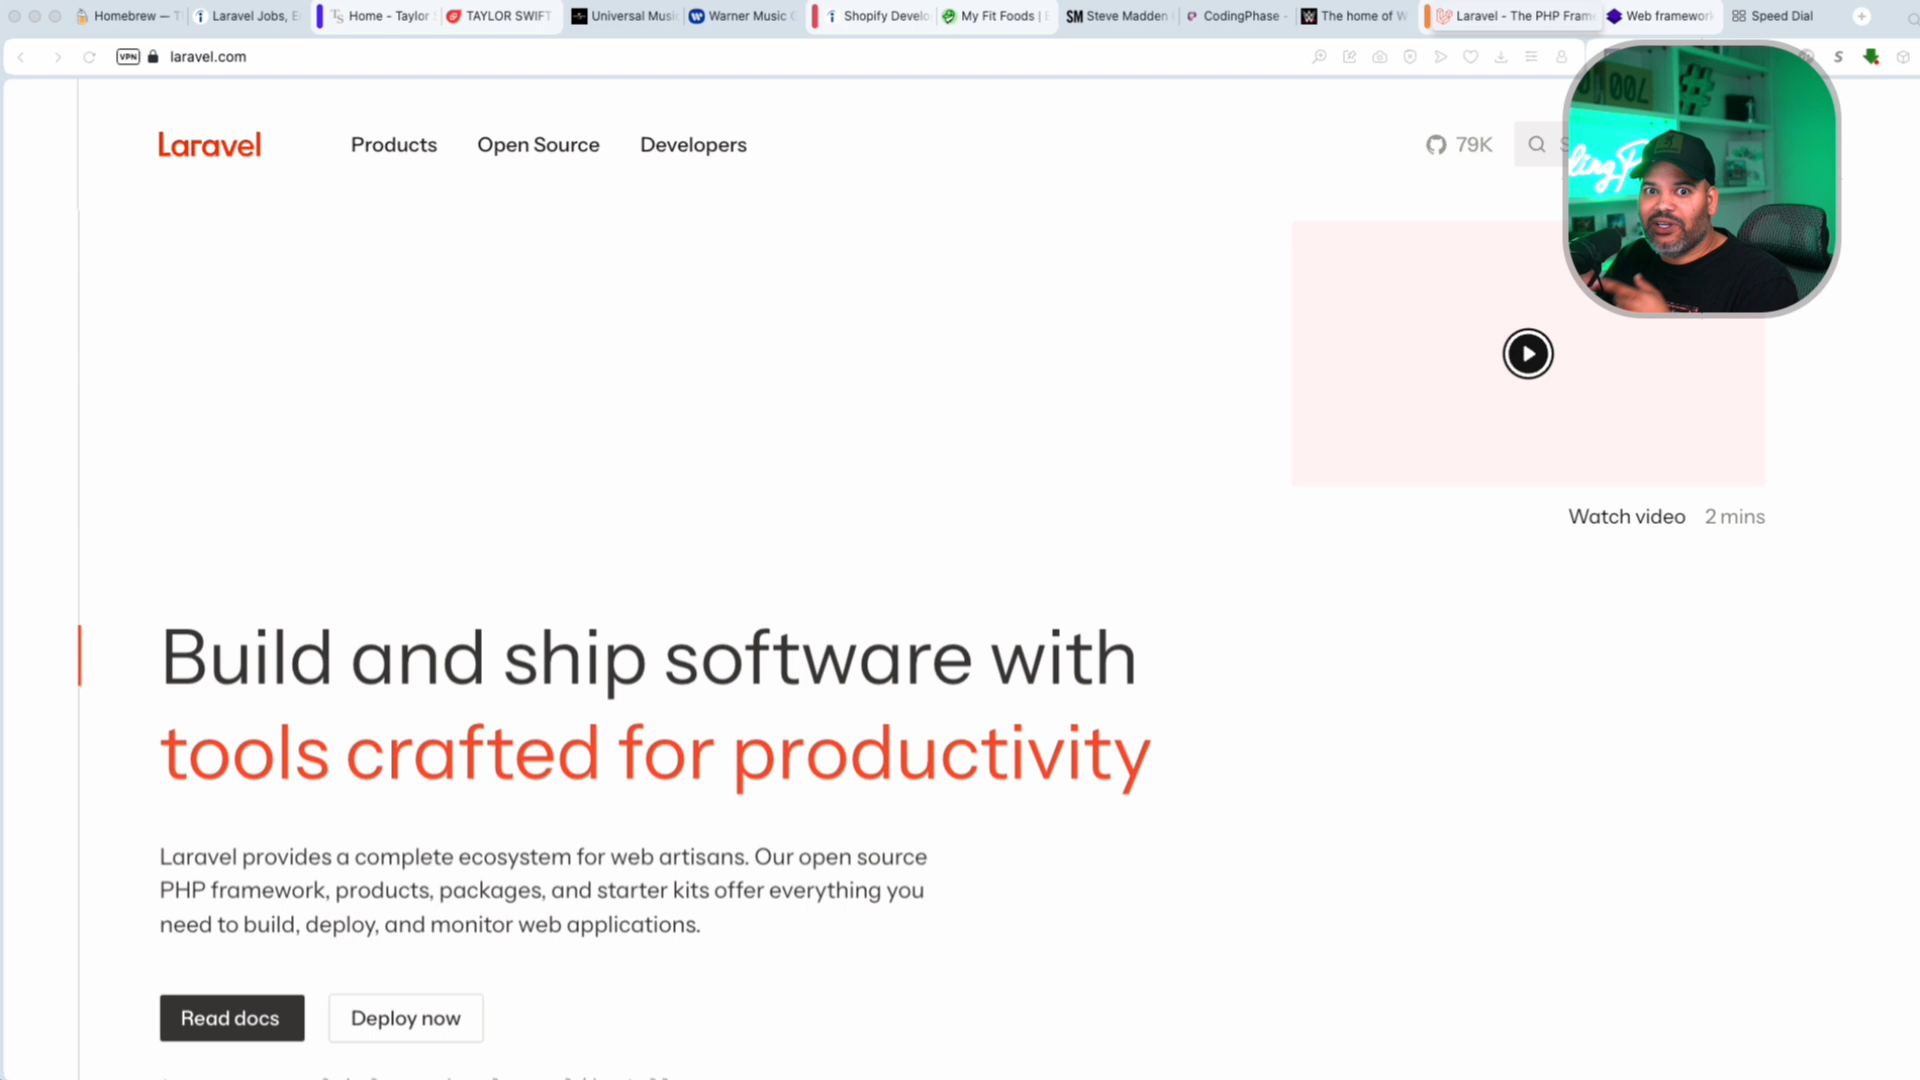 Homebrew — T
Laravel Jobs, E
Home - Taylor
TAYLOR SWIFT
Universal Musi
Warner Music
Shopify Develo
My Fit Foods |
Steve Madden
CodingPhase -
The home of W
Laravel - The PHP Fram
Web framework
Speed Dial
VPN
laravel.com
Laravel
Products
Open Source
Developers
79K
Watch video 2 mins
Build and ship software with
tools crafted for productivity
Laravel provides a complete ecosystem for web artisans. Our open source
PHP framework, products, packages, and starter kits offer everything you
need to build, deploy, and monitor web applications.
Read docs
Deploy now